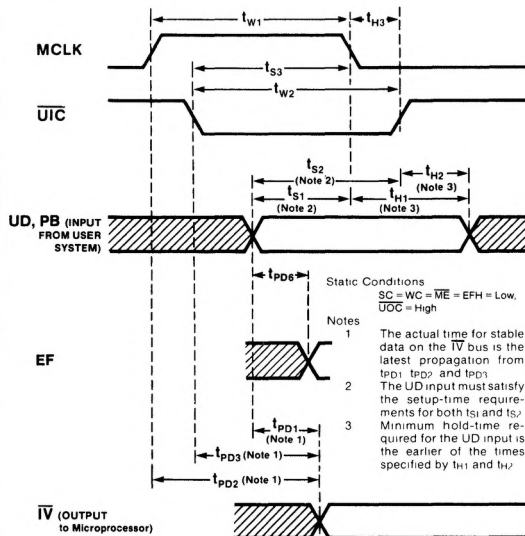 tW1
tH3
MCLK
tS3
tW2
UIC
tS2
(Note 2)
tH2
(Note 3)
tS1
(Note 2)
tH1
(Note 3)
UD, PB (INPUT
FROM USER
SYSTEM)
tPD6
Static Conditions
SC = WC = ME = EFH = Low,
UOC = High
Notes
1 The actual time for stable
data on the IV bus is the
latest propagation from
tPD1 tPD2 and tPD3
2 The UD input must satisfy
the setup-time require-
ments for both tS1 and tS2
3 Minimum hold-time re-
quired for the UD input is
the earlier of the times
specified by tH1 and tH2
EF
tPD1
(Note 1)
tPD3 (Note 1)
tPD2 (Note 1)
IV (OUTPUT
to Microprocessor)